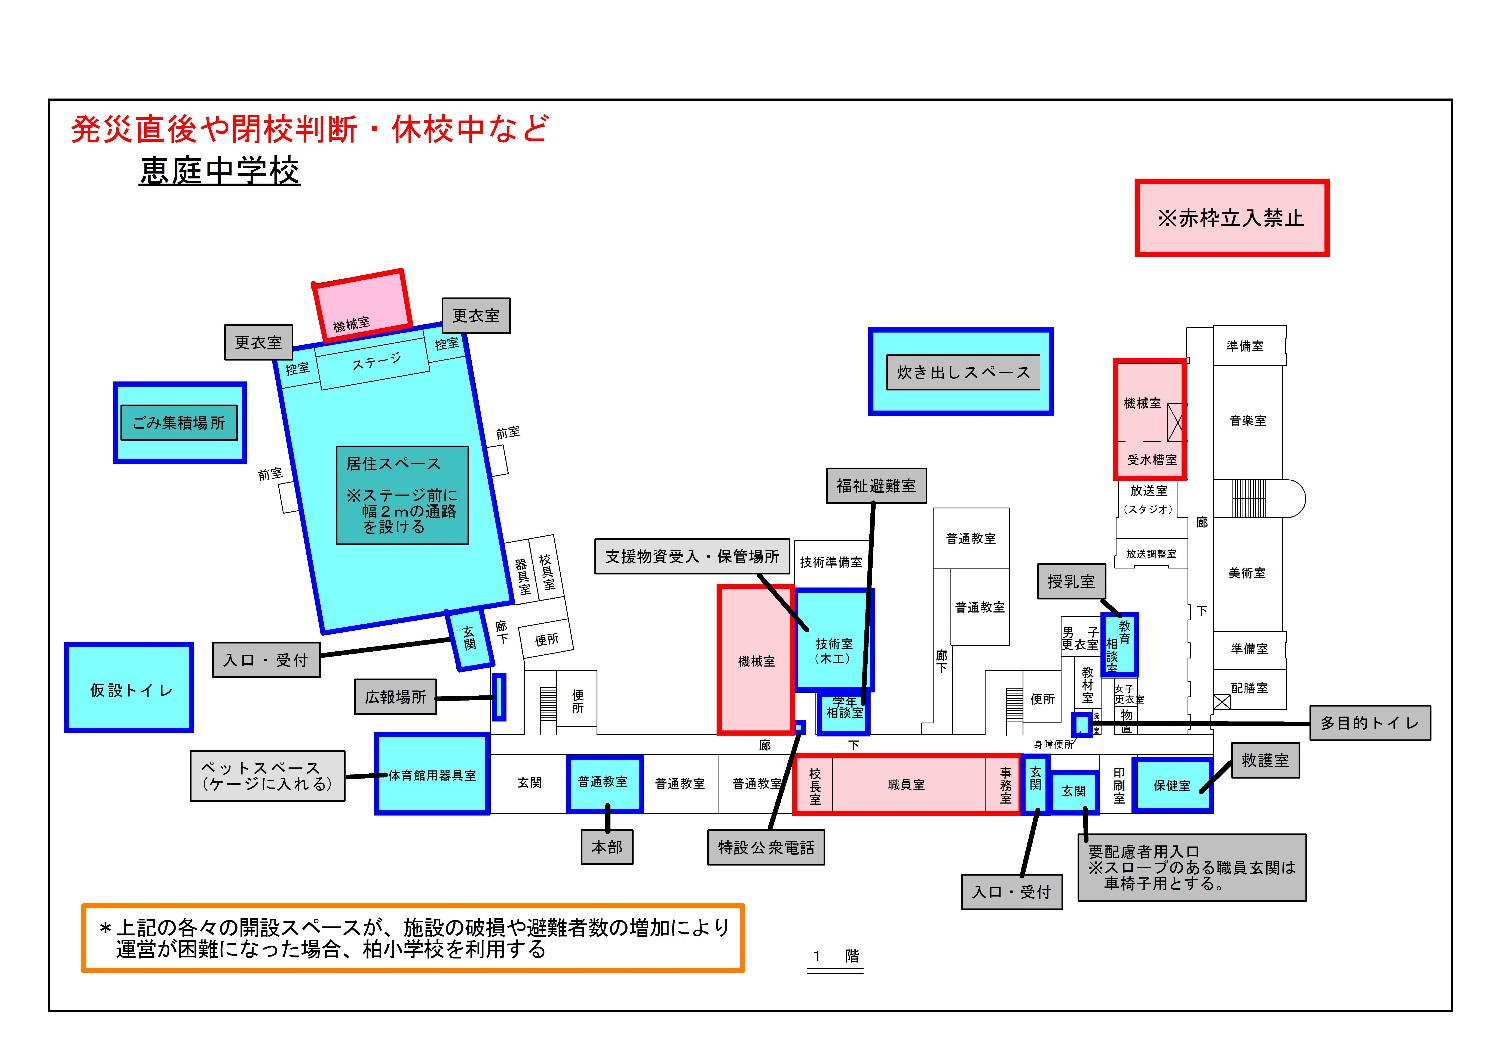 発災直後や閉校判断・休校中など
恵庭中学校
※赤枠立入禁止
機械室
更衣室
更衣室
控室
ステージ
控室
ごみ集積場所
前室
前室
居住スペース
※ステージ前に
幅2mの通路
を設ける
器具室
校具室
玄関
廊下
便所
入口・受付
広報場所
仮設トイレ
便所
ペットスペース
(ケージに入れる)
体育館用器具室
玄関
普通教室
本部
普通教室
普通教室
炊き出しスペース
福祉避難室
支援物資受入・保管場所
技術準備室
機械室
技術室
(木工)
学年
相談室
廊下
特設公衆電話
校長室
職員室
事務室
普通教室
普通教室
廊下
便所
授乳室
男子
更衣室
教育
相談室
教材室
女子
更衣室
物置
身障便所
多目的トイレ
玄関
玄関
印刷室
保健室
救護室
入口・受付
要配慮者用入口
※スロープのある職員玄関は
車椅子用とする。
機械室
受水槽室
放送室
(スタジオ)
放送調整室
廊下
準備室
音楽室
美術室
準備室
配膳室
*上記の各々の開設スペースが、施設の破損や避難者数の増加により
運営が困難になった場合、柏小学校を利用する
1 階